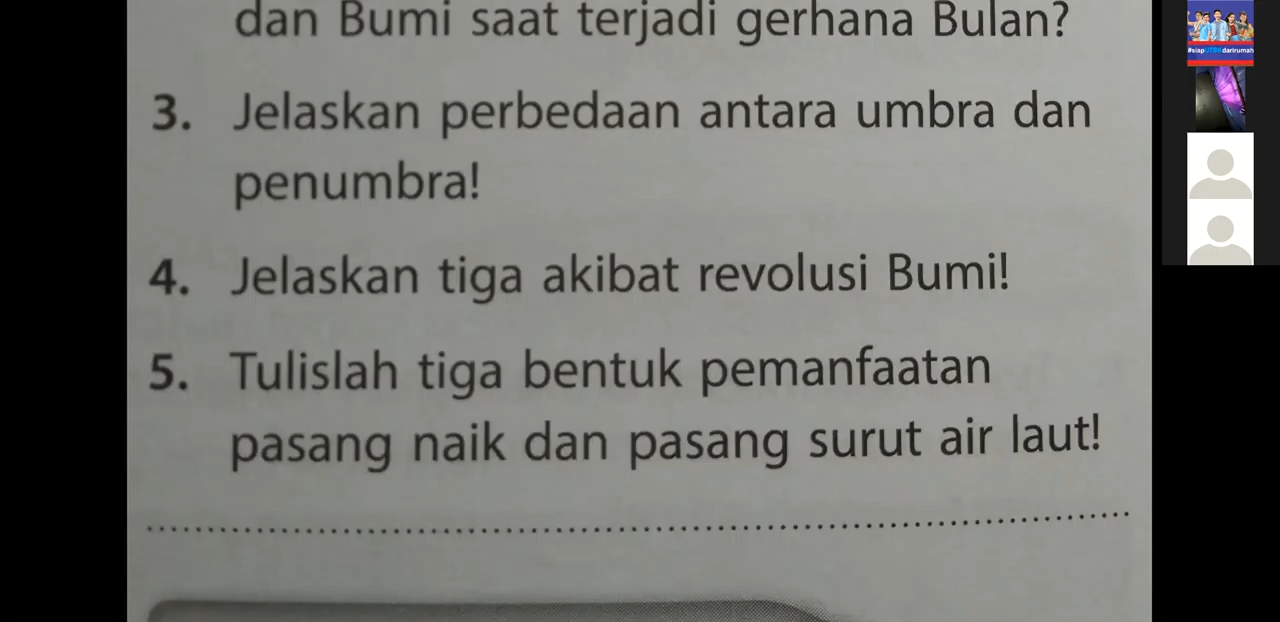 dan Bumi saat terjadi gerhana Bulan?
3. Jelaskan perbedaan antara umbra dan
penumbra!
4. Jelaskan tiga akibat revolusi Bumi!
5. Tulislah tiga bentuk pemanfaatan
pasang naik dan pasang surut air laut!
#siapUTBKdarirumah